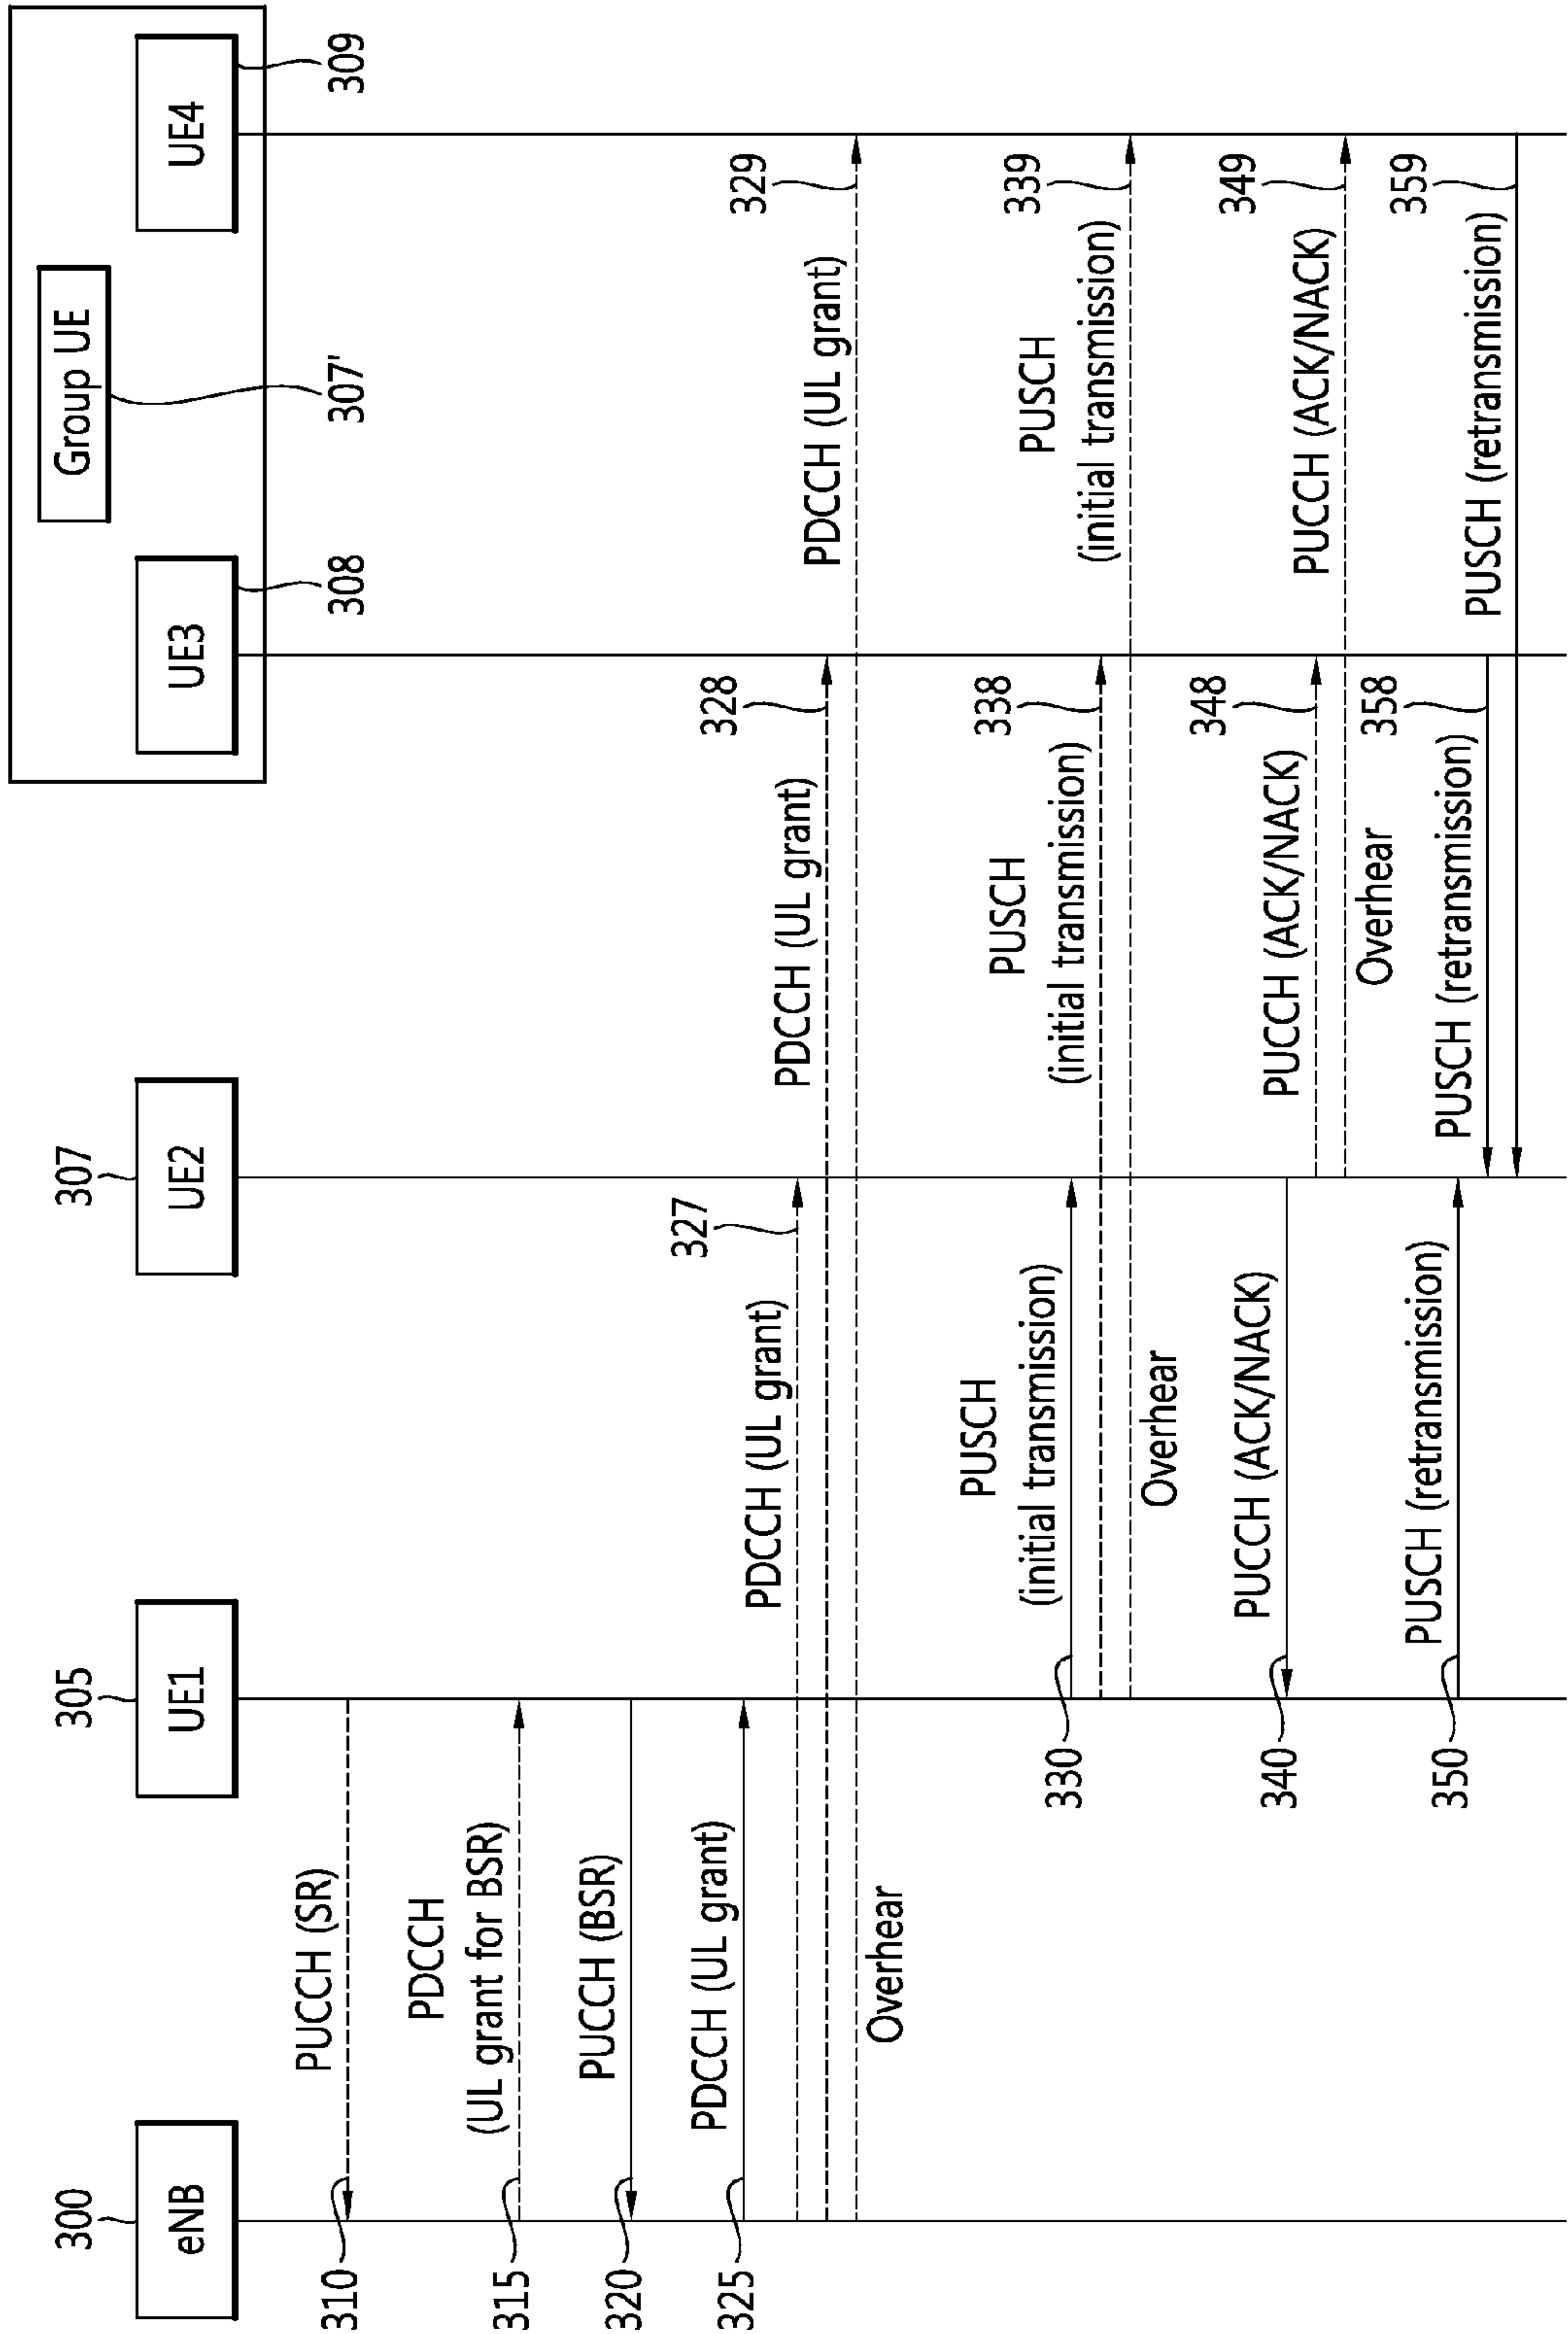 300
305
307
eNB
UE1
UE2
UE3
UE4
Group UE
308
307'
309
PUCCH (SR)
310
PDCCH
(UL grant for BSR)
315
PUCCH (BSR)
320
PDCCH (UL grant)
325
PDCCH (UL grant)
327
PDCCH (UL grant)
328
PDCCH (UL grant)
329
Overhear
PUSCH
(initial transmission)
330
PUSCH
(initial transmission)
338
PUSCH
(initial transmission)
339
Overhear
PUCCH (ACK/NACK)
340
PUCCH (ACK/NACK)
348
PUCCH (ACK/NACK)
349
Overhear
PUSCH (retransmission)
350
PUSCH (retransmission)
358
PUSCH (retransmission)
359